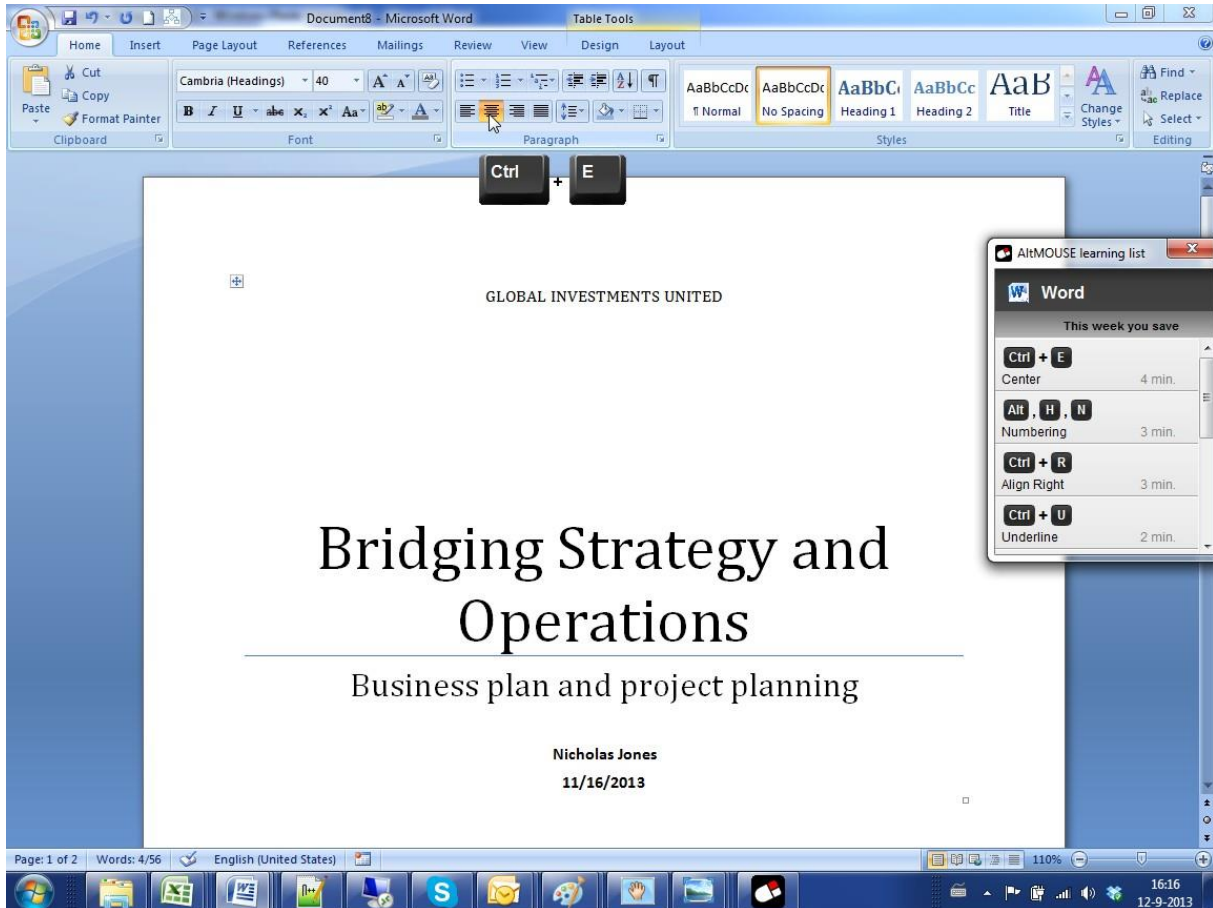 Document8 - Microsoft Word
Table Tools
Home Insert Page Layout References Mailings Review View Design Layout
Paste
Cut
Copy
Format Painter
Clipboard
Cambria (Headings) 40
B I U abc X₂ X² Aa ab A
Font
Paragraph
AaBbCcDc AaBbCcDc AaBbC AaBbCc AaB
¶ Normal No Spacing Heading 1 Heading 2 Title
Change
Styles
Styles
Find
Replace
Select
Editing
Ctrl + E
GLOBAL INVESTMENTS UNITED
Bridging Strategy and
Operations
Business plan and project planning
Nicholas Jones
11/16/2013
AltMOUSE learning list
Word
This week you save
Ctrl + E
Center 4 min.
Alt , H , N
Numbering 3 min.
Ctrl + R
Align Right 3 min.
Ctrl + U
Underline 2 min.
Page: 1 of 2 Words: 4/56 English (United States) 110%
16:16
12-9-2013